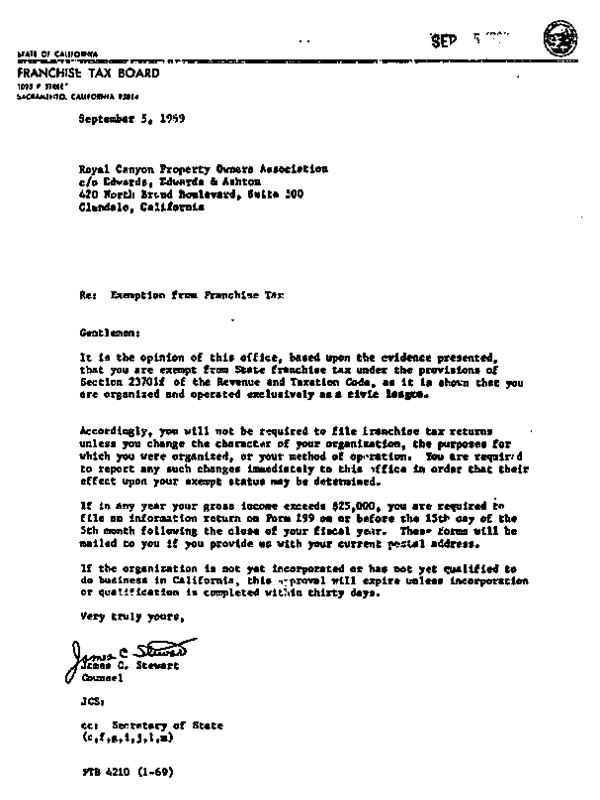 SEP 5
STATE OF CALIFORNIA
FRANCHISE TAX BOARD
SACRAMENTO, CALIFORNIA 95814
September 5, 1969
Royal Canyon Property Owners Association
c/o Edwards, Edwards & Ashton
420 North Brand Boulevard, Suite 500
Glendale, California
Re: Exemption from Franchise Tax
Gentlemen:
It is the opinion of this office, based upon the evidence presented,
that you are exempt from State franchise tax under the provisions of
Section 23701f of the Revenue and Taxation Code, as it is shown that you
are organized and operated exclusively as a civic league.
Accordingly, you will not be required to file franchise tax returns
unless you change the character of your organization, the purposes for
which you were organized, or your method of operation. You are required
to report any such changes immediately to this office in order that their
effect upon your exempt status may be determined.
If in any year your gross income exceeds $25,000, you are required to
file an information return on Form 199 on or before the 15th day of the
5th month following the close of your fiscal year. These forms will be
mailed to you if you provide us with your current postal address.
If the organization is not yet incorporated or has not yet qualified to
do business in California, this approval will expire unless incorporation
or qualification is completed within thirty days.
Very truly yours,
James C Stewart
James C. Stewart
Counsel
JCS:
cc: Secretary of State
FTB 4210 (1-69)